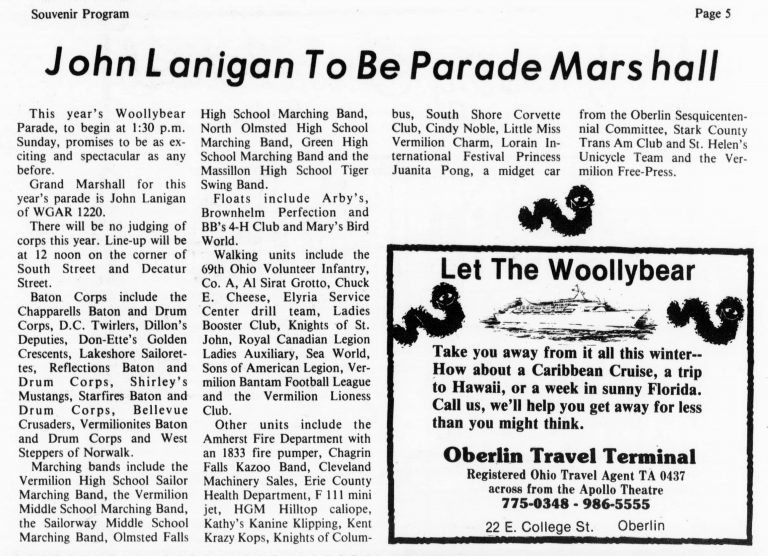 Souvenir Program
Page 5
John Lanigan To Be Parade Marshall
This year's Woollybear
Parade, to begin at 1:30 p.m.
Sunday, promises to be as ex-
citing and spectacular as any
before.
Grand Marshall for this
year's parade is John Lanigan
of WGAR 1220.
There will be no judging of
corps this year. Line-up will be
at 12 noon on the corner of
South Street and Decatur
Street.
Baton Corps include the
Chapparells Baton and Drum
Corps, D.C. Twirlers, Dillon's
Deputies, Don-Ette's Golden
Crescents, Lakeshore Sailoret-
tes, Reflections Baton and
Drum Corps, Shirley's
Mustangs, Starfires Baton and
Drum Corps, Bellevue
Crusaders, Vermilionites Baton
and Drum Corps and West
Steppers of Norwalk.
Marching bands include the
Vermilion High School Sailor
Marching Band, the Vermilion
Middle School Marching Band,
the Sailorway Middle School
Marching Band, Olmsted Falls
High School Marching Band,
North Olmsted High School
Marching Band, Green High
School Marching Band and the
Massillon High School Tiger
Swing Band.
Floats include Arby's,
Brownhelm Perfection and
BB's 4-H Club and Mary's Bird
World.
Walking units include the
69th Ohio Volunteer Infantry,
Co. A, Al Sirat Grotto, Chuck
E. Cheese, Elyria Service
Center drill team, Ladies
Booster Club, Knights of St.
John, Royal Canadian Legion
Ladies Auxiliary, Sea World,
Sons of American Legion, Ver-
milion Bantam Football League
and the Vermilion Lioness
Club.
Other units include the
Amherst Fire Department with
an 1833 fire pumper, Chagrin
Falls Kazoo Band, Cleveland
Machinery Sales, Erie County
Health Department, F 111 mini
jet, HGM Hilltop caliope,
Kathy's Kanine Klipping, Kent
Krazy Kops, Knights of Colum-
bus, South Shore Corvette
Club, Cindy Noble, Little Miss
Vermilion Charm, Lorain In-
ternational Festival Princess
Juanita Pong, a midget car
from the Oberlin Sesquicenten-
nial Committee, Stark County
Trans Am Club and St. Helen's
Unicycle Team and the Ver-
milion Free-Press.
Let The Woollybear
Take you away from it all this winter--
How about a Caribbean Cruise, a trip
to Hawaii, or a week in sunny Florida.
Call us, we'll help you get away for less
than you might think.
Oberlin Travel Terminal
Registered Ohio Travel Agent TA 0437
across from the Apollo Theatre
775-0348 - 986-5555
22 E. College St. Oberlin